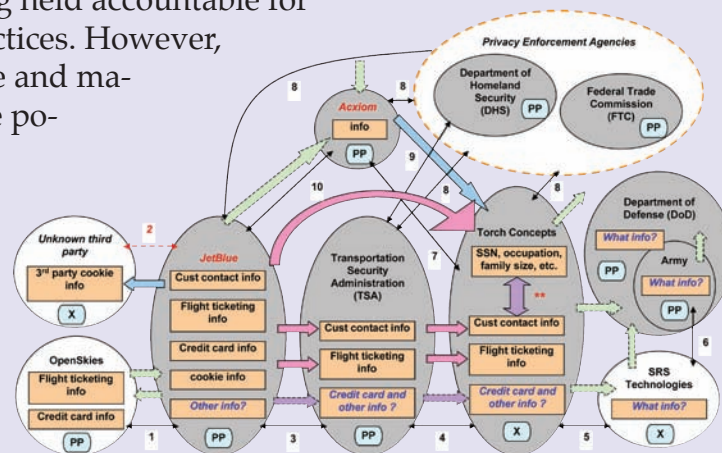 g held accountable for
ctices. However,
e and ma-
e po-
Privacy Enforcement Agencies
Department of
Homeland
Security
(DHS)
PP
Federal Trade
Commission
(FTC)
PP
8
8
Acxiom
info
PP
9
8
8
10
7
Unknown third
party
3rd party cookie
info
X
2
JetBlue
Cust contact info
Flight ticketing
info
Credit card info
cookie info
Other info?
PP
Transportation
Security
Administration
(TSA)
Cust contact info
Flight ticketing
info
Credit card and
other info ?
PP
Torch Concepts
SSN, occupation,
family size, etc.
**
Cust contact info
Flight ticketing
info
Credit card and
other info ?
X
Department of
Defense (DoD)
What info?
PP
Army
What info?
PP
6
SRS
Technologies
What info?
X
OpenSkies
Flight ticketing
info
Credit card info
PP
1
3
4
5